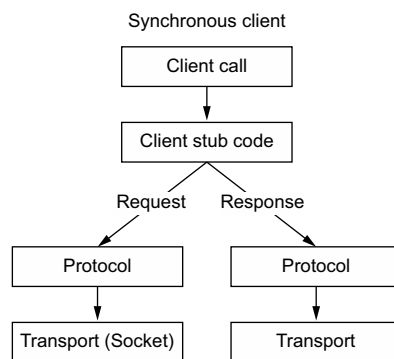 Synchronous client
Client call
Client stub code
Request Response
Protocol Protocol
Transport (Socket) Transport